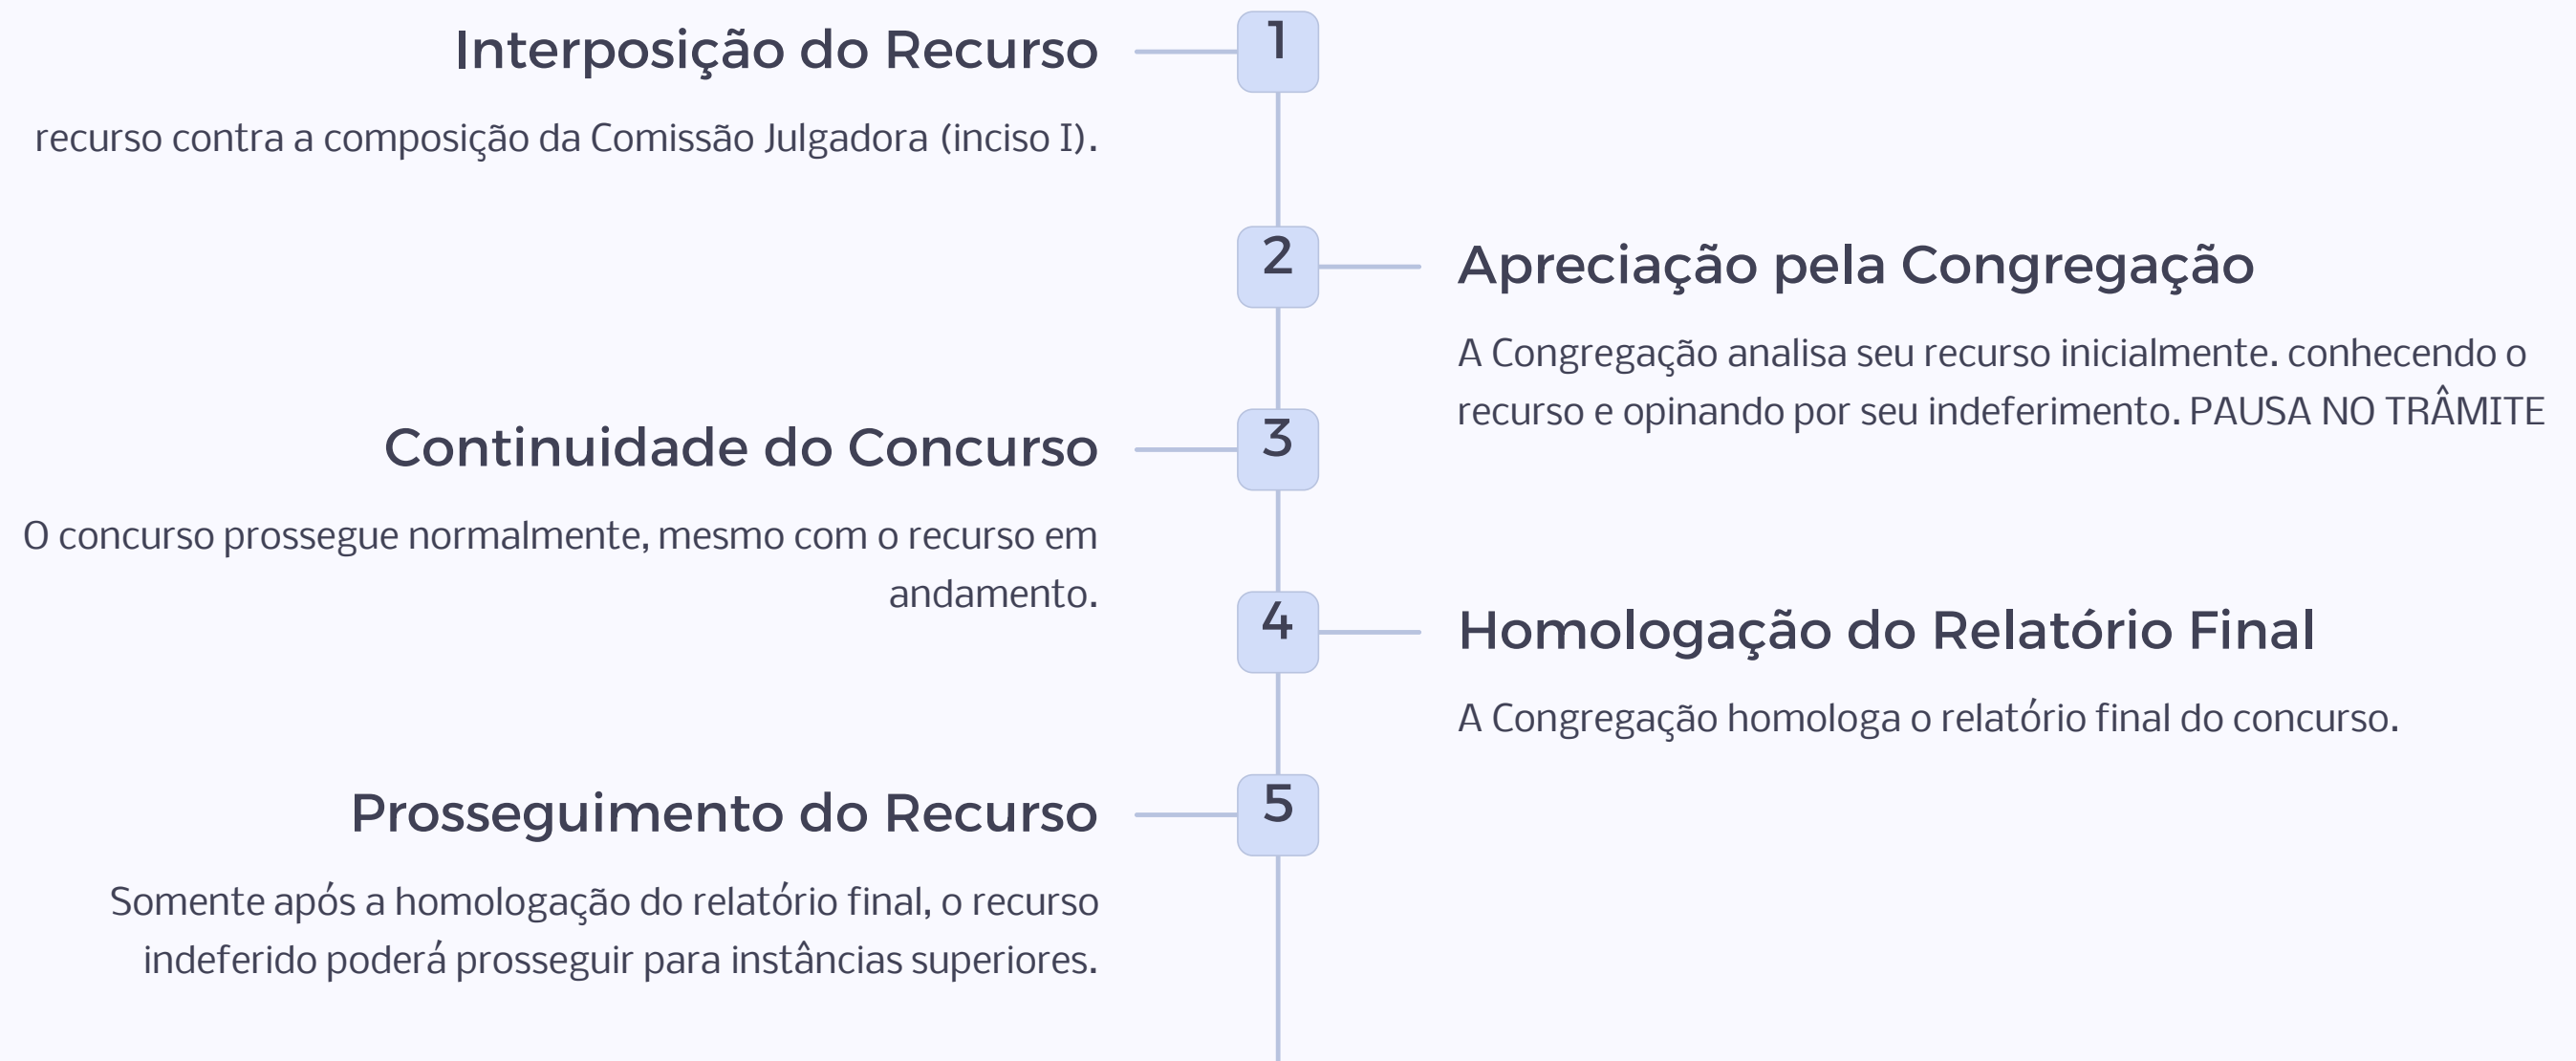 1
Interposição do Recurso
recurso contra a composição da Comissão Julgadora (inciso I).
2
Apreciação pela Congregação
A Congregação analisa seu recurso inicialmente. conhecendo o
recurso e opinando por seu indeferimento. PAUSA NO TRÂMITE
3
Continuidade do Concurso
O concurso prossegue normalmente, mesmo com o recurso em
andamento.
4
Homologação do Relatório Final
A Congregação homologa o relatório final do concurso.
5
Prosseguimento do Recurso
Somente após a homologação do relatório final, o recurso
indeferido poderá prosseguir para instâncias superiores.